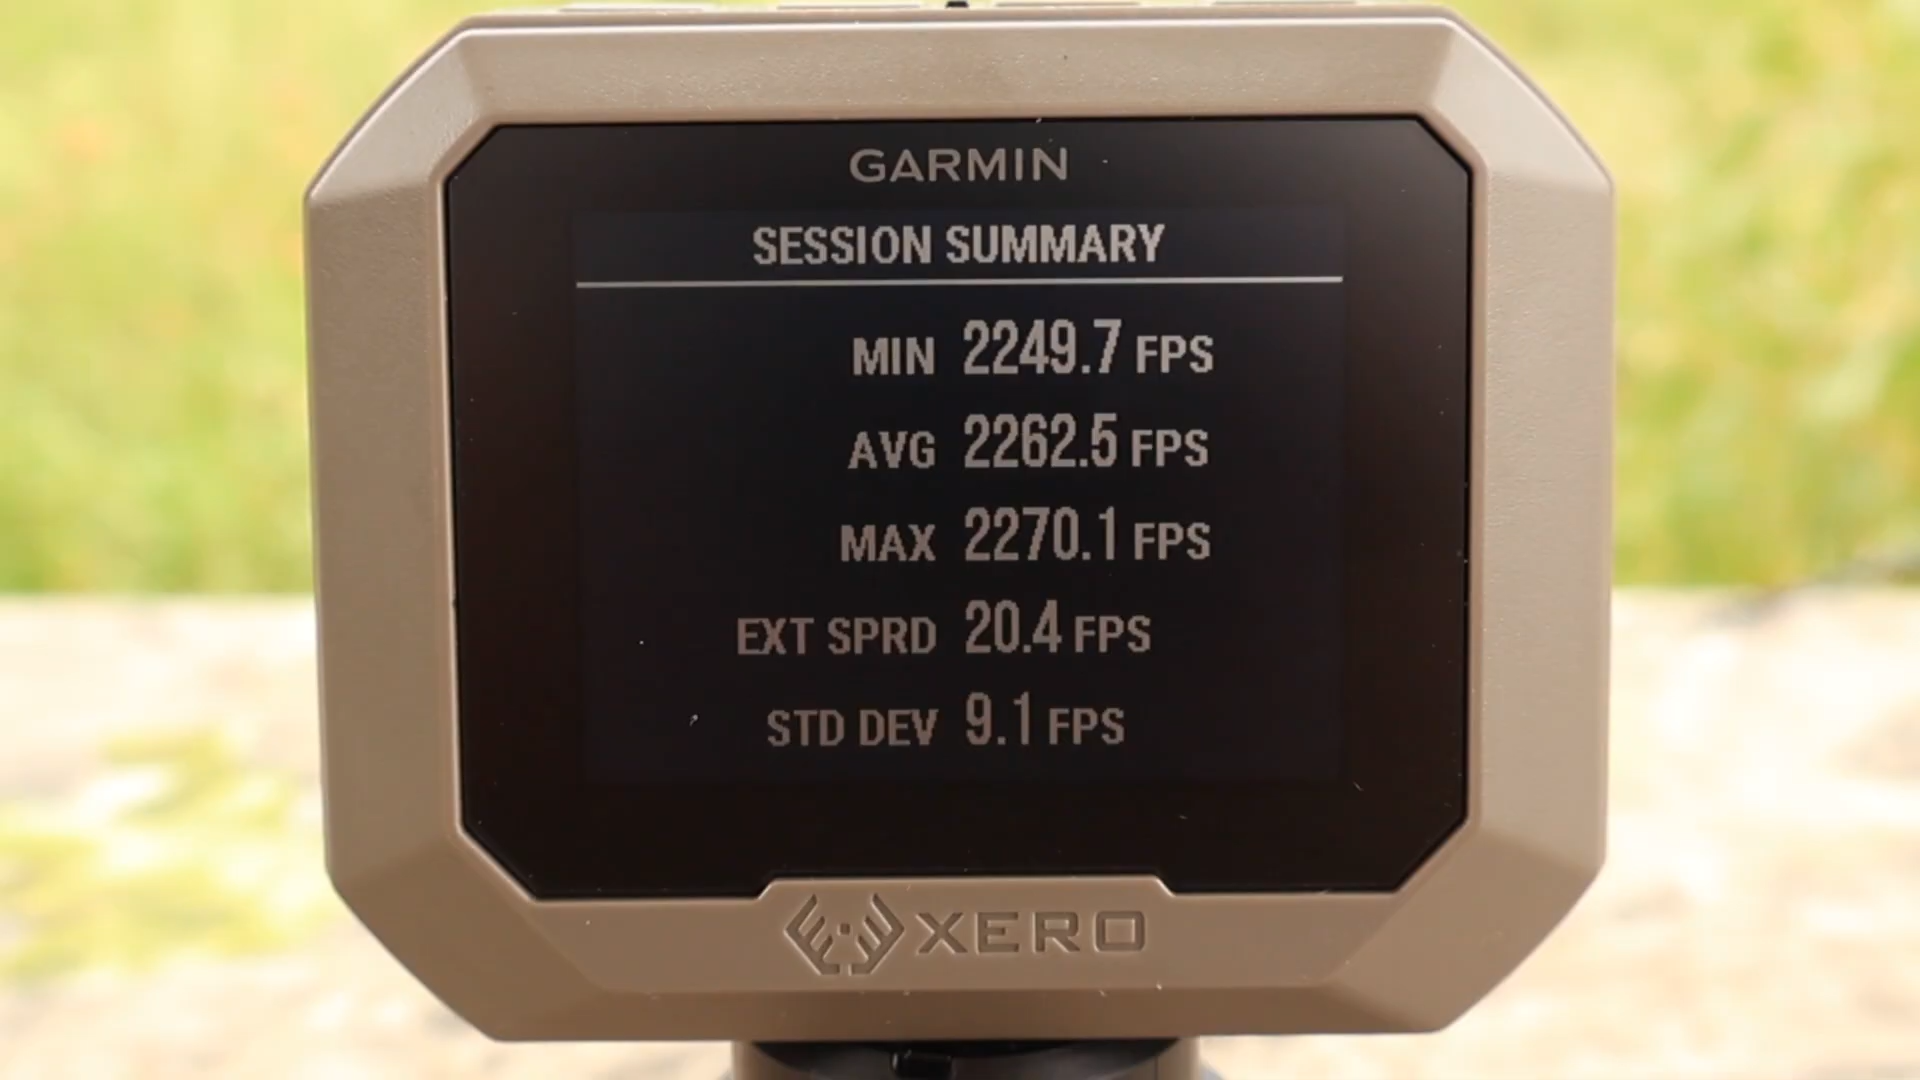 GARMIN
SESSION SUMMARY
MIN 2249.7 FPS
AVG 2262.5 FPS
MAX 2270.1 FPS
EXT SPRD 20.4 FPS
STD DEV 9.1 FPS
XERO